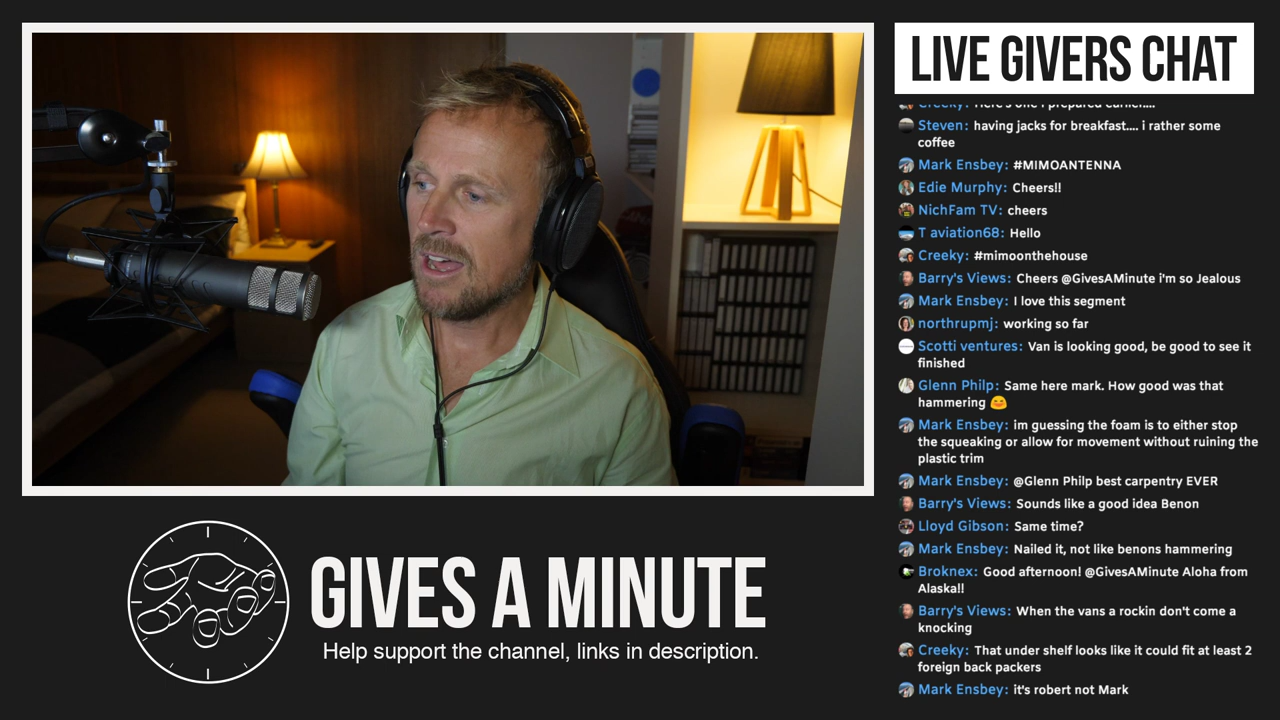 LIVE GIVERS CHAT
Creeky: Here's one I prepared earlier....
Steven: having jacks for breakfast.... i rather some
coffee
Mark Ensbey: #MIMOANTENNA
Edie Murphy: Cheers!!
NichFam TV: cheers
T aviation68: Hello
Creeky: #mimoonthehouse
Barry's Views: Cheers @GivesAMinute i'm so Jealous
Mark Ensbey: I love this segment
northrupmj: working so far
Scotti ventures: Van is looking good, be good to see it
finished
Glenn Philp: Same here mark. How good was that
hammering 😄
Mark Ensbey: im guessing the foam is to either stop
the squeaking or allow for movement without ruining the
plastic trim
Mark Ensbey: @Glenn Philp best carpentry EVER
Barry's Views: Sounds like a good idea Benon
Lloyd Gibson: Same time?
Mark Ensbey: Nailed it, not like benons hammering
Broknex: Good afternoon! @GivesAMinute Aloha from
Alaska!!
Barry's Views: When the vans a rockin don't come a
knocking
Creeky: That under shelf looks like it could fit at least 2
foreign back packers
Mark Ensbey: it's robert not Mark
GIVES A MINUTE
Help support the channel, links in description.